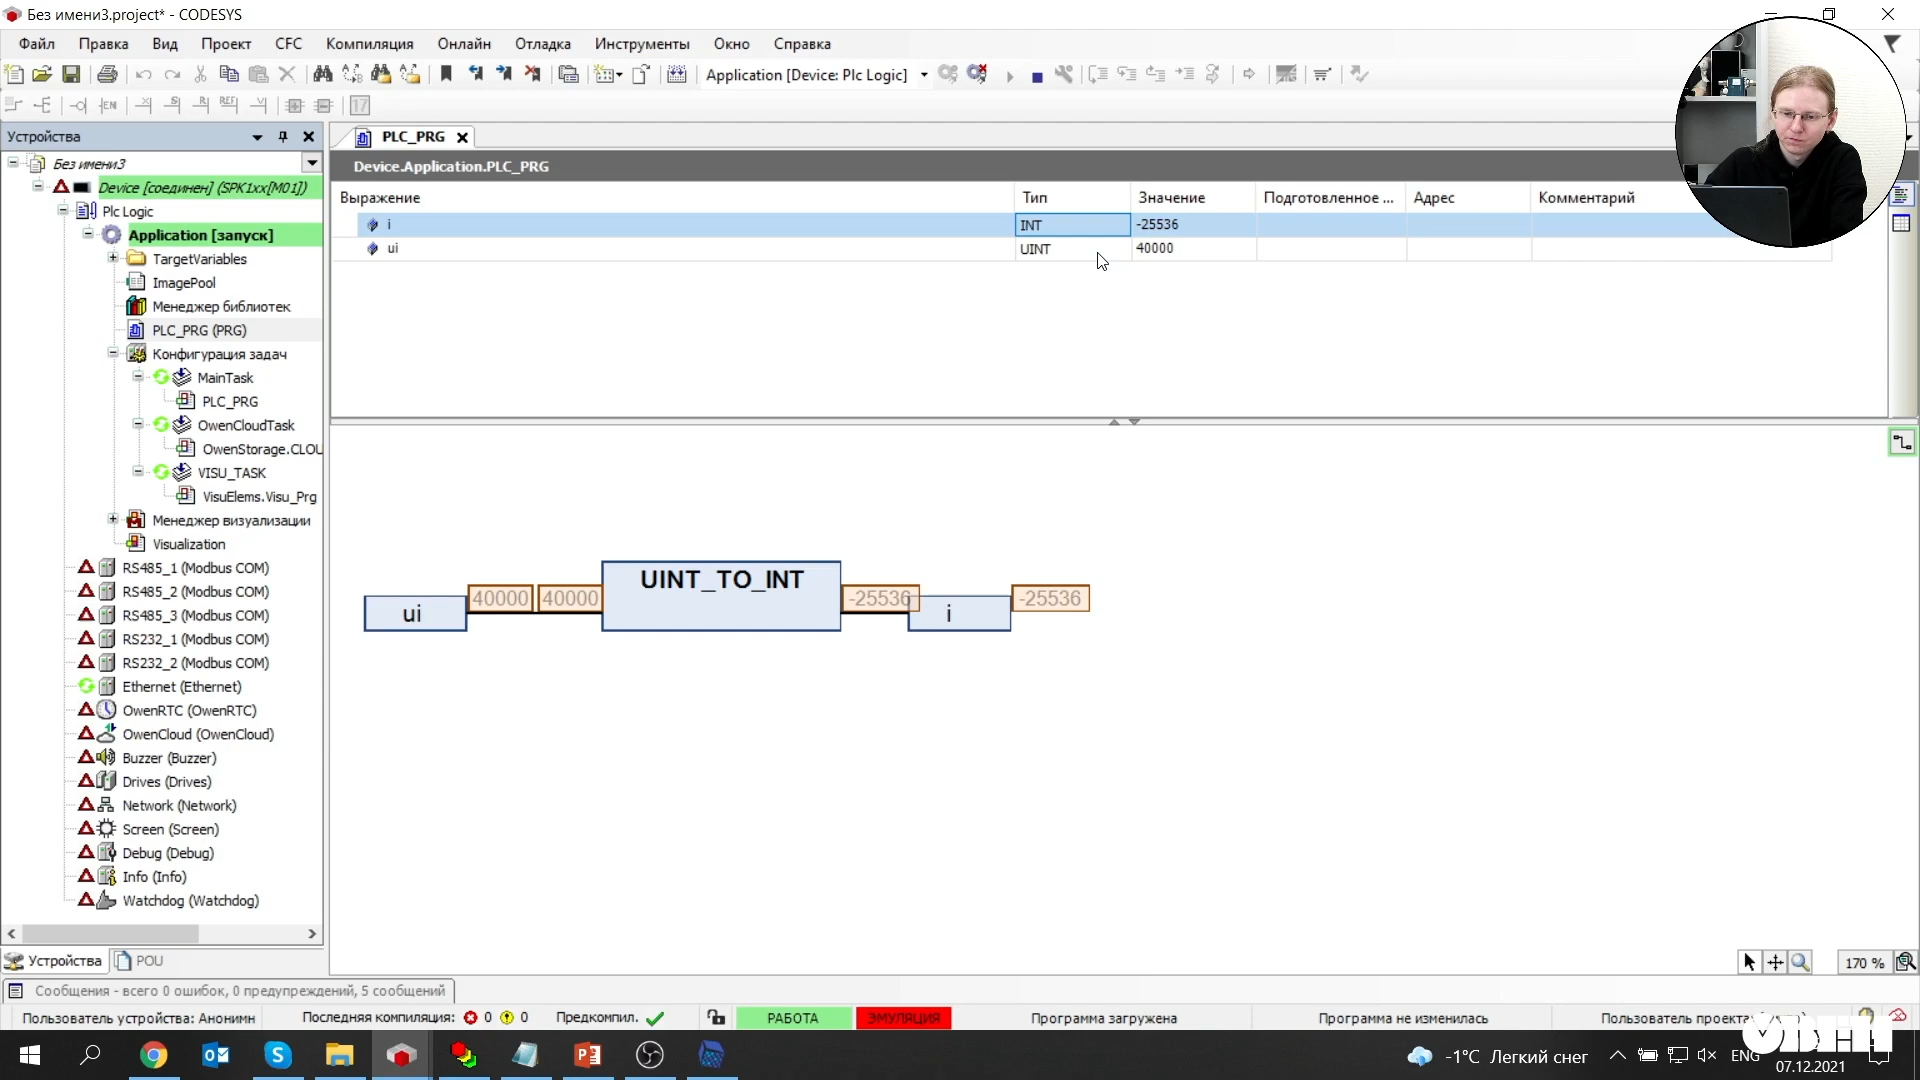 Без имени3.project* - CODESYS
Файл Правка Вид Проект CFC Компиляция Онлайн Отладка Инструменты Окно Справка
Application [Device: Plc Logic]
Устройства
PLC_PRG
Без имени3
Device.Application.PLC_PRG
Device [соединен] (SPK1xx[M01])
Выражение Тип Значение Подготовленное ... Адрес Комментарий
Plc Logic
i INT -25536
Application [запуск]
ui UINT 40000
TargetVariables
ImagePool
Менеджер библиотек
PLC_PRG (PRG)
Конфигурация задач
MainTask
PLC_PRG
OwenCloudTask
OwenStorage.CLOU
VISU_TASK
VisuElems.Visu_Prg
Менеджер визуализации
Visualization
RS485_1 (Modbus COM)
RS485_2 (Modbus COM)
RS485_3 (Modbus COM)
RS232_1 (Modbus COM)
RS232_2 (Modbus COM)
Ethernet (Ethernet)
OwenRTC (OwenRTC)
OwenCloud (OwenCloud)
Buzzer (Buzzer)
Drives (Drives)
Network (Network)
Screen (Screen)
Debug (Debug)
Info (Info)
Watchdog (Watchdog)
UINT_TO_INT
ui 40000 40000 -25536 i -25536
170 %
Устройства POU
Сообщения - всего 0 ошибок, 0 предупреждений, 5 сообщений
Пользователь устройства: Анонимн Последняя компиляция: 0 0 Предкомпил. РАБОТА ЭМУЛЯЦИЯ Программа загружена Программа не изменилась Пользователь проекта:
-1°C Легкий снег ENG
07.12.2021